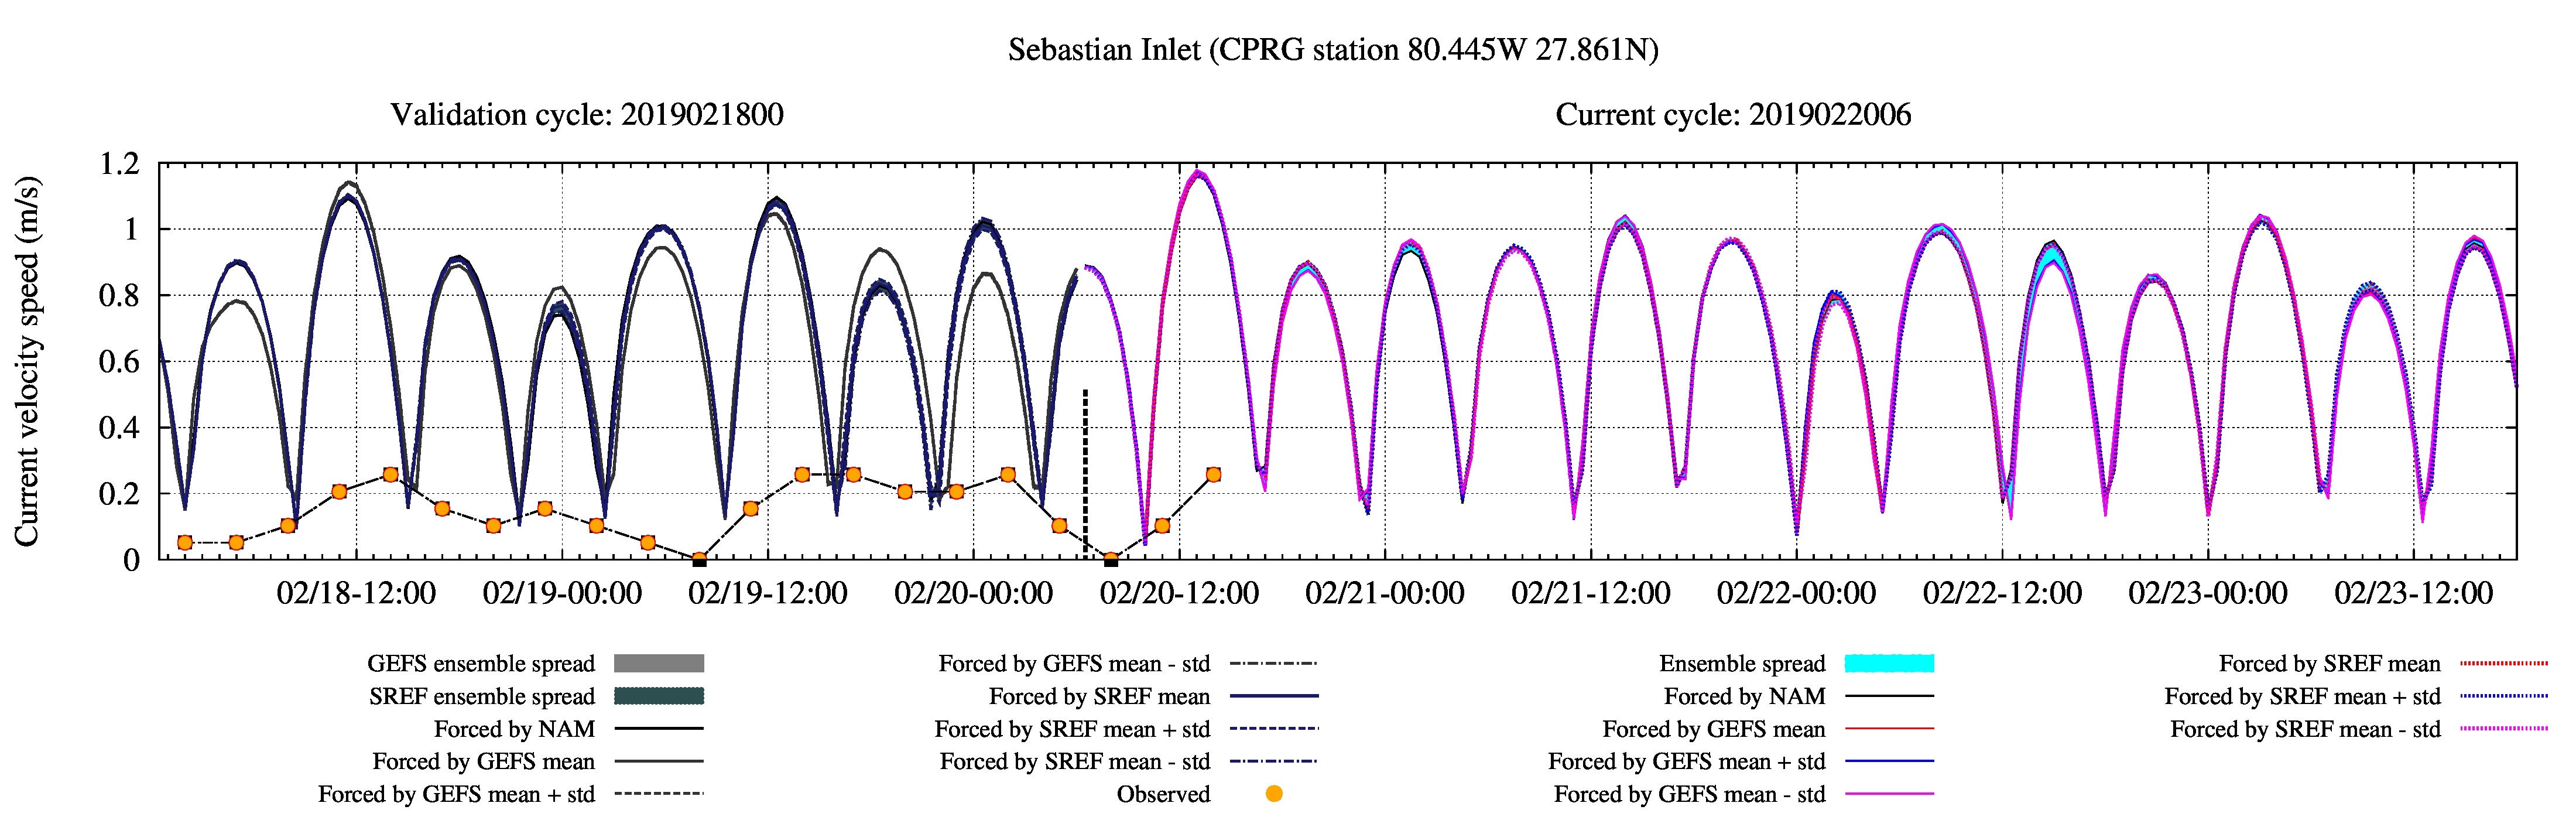 Sebastian Inlet (CPRG station 80.445W 27.861N)
Validation cycle: 2019021800
Current cycle: 2019022006
Current velocity speed (m/s)
1.2
1
0.8
0.6
0.4
0.2
0
02/18-12:00 02/19-00:00 02/19-12:00 02/20-00:00 02/20-12:00 02/21-00:00 02/21-12:00 02/22-00:00 02/22-12:00 02/23-00:00 02/23-12:00
GEFS ensemble spread
SREF ensemble spread
Forced by NAM
Forced by GEFS mean
Forced by GEFS mean + std
Forced by GEFS mean - std
Forced by SREF mean
Forced by SREF mean + std
Forced by SREF mean - std
Observed
Ensemble spread
Forced by NAM
Forced by GEFS mean
Forced by GEFS mean + std
Forced by GEFS mean - std
Forced by SREF mean
Forced by SREF mean + std
Forced by SREF mean - std